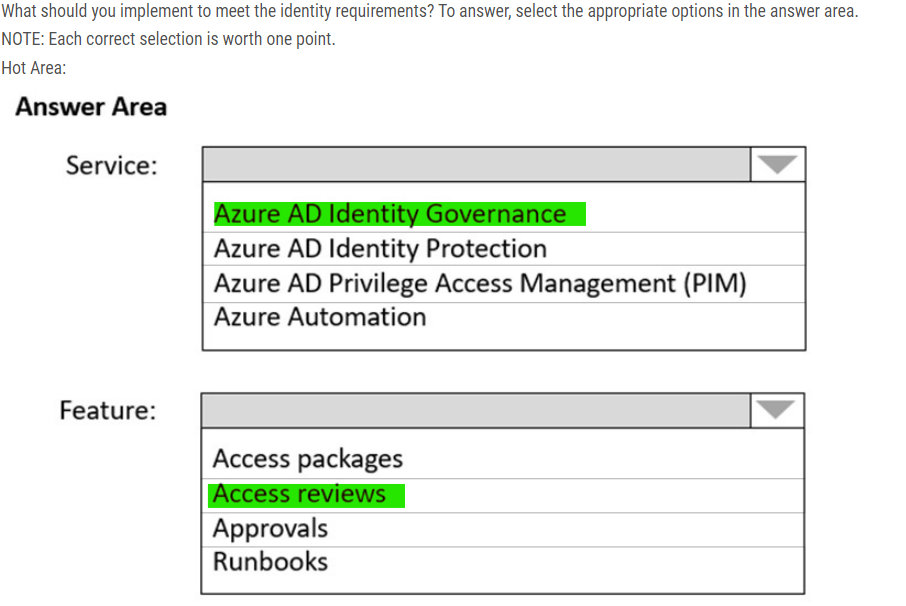 What should you implement to meet the identity requirements? To answer, select the appropriate options in the answer area.
NOTE: Each correct selection is worth one point.
Hot Area:
Answer Area
Service:
Azure AD Identity Governance
Azure AD Identity Protection
Azure AD Privilege Access Management (PIM)
Azure Automation
Feature:
Access packages
Access reviews
Approvals
Runbooks